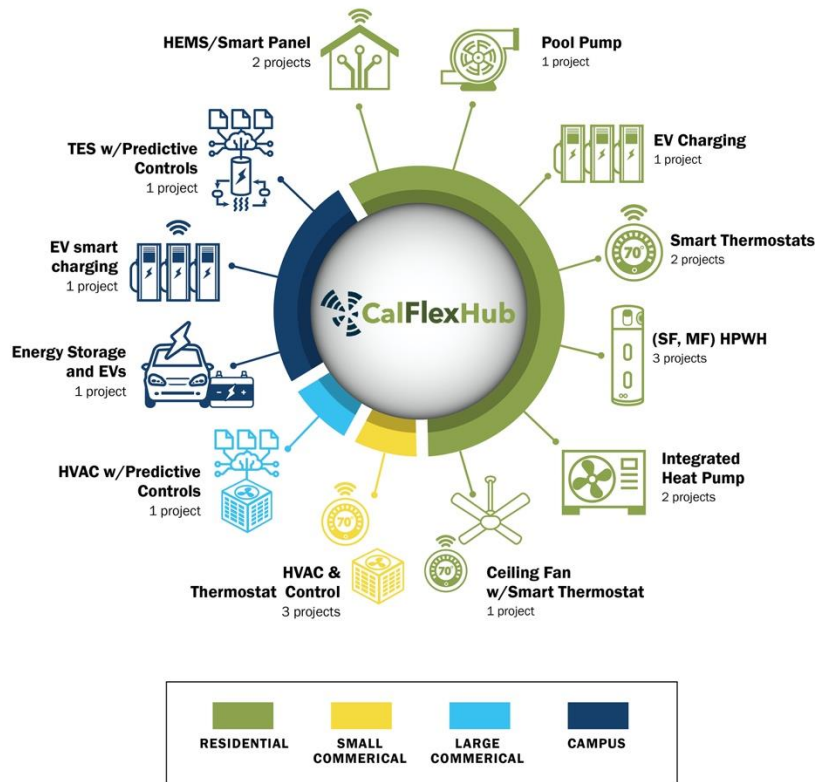 HEMS/Smart Panel
2 projects
Pool Pump
1 project
EV Charging
1 project
TES w/Predictive
Controls
1 project
Smart Thermostats
2 projects
70°
EV smart
charging
1 project
CalFlexHub
(SF, MF) HPWH
3 projects
Energy Storage
and EVs
1 project
Integrated
Heat Pump
2 projects
HVAC w/Predictive
Controls
1 project
70°
HVAC &
Thermostat Control
3 projects
70°
Ceiling Fan
w/Smart Thermostat
1 project
RESIDENTIAL
SMALL
COMMERICAL
LARGE
COMMERICAL
CAMPUS